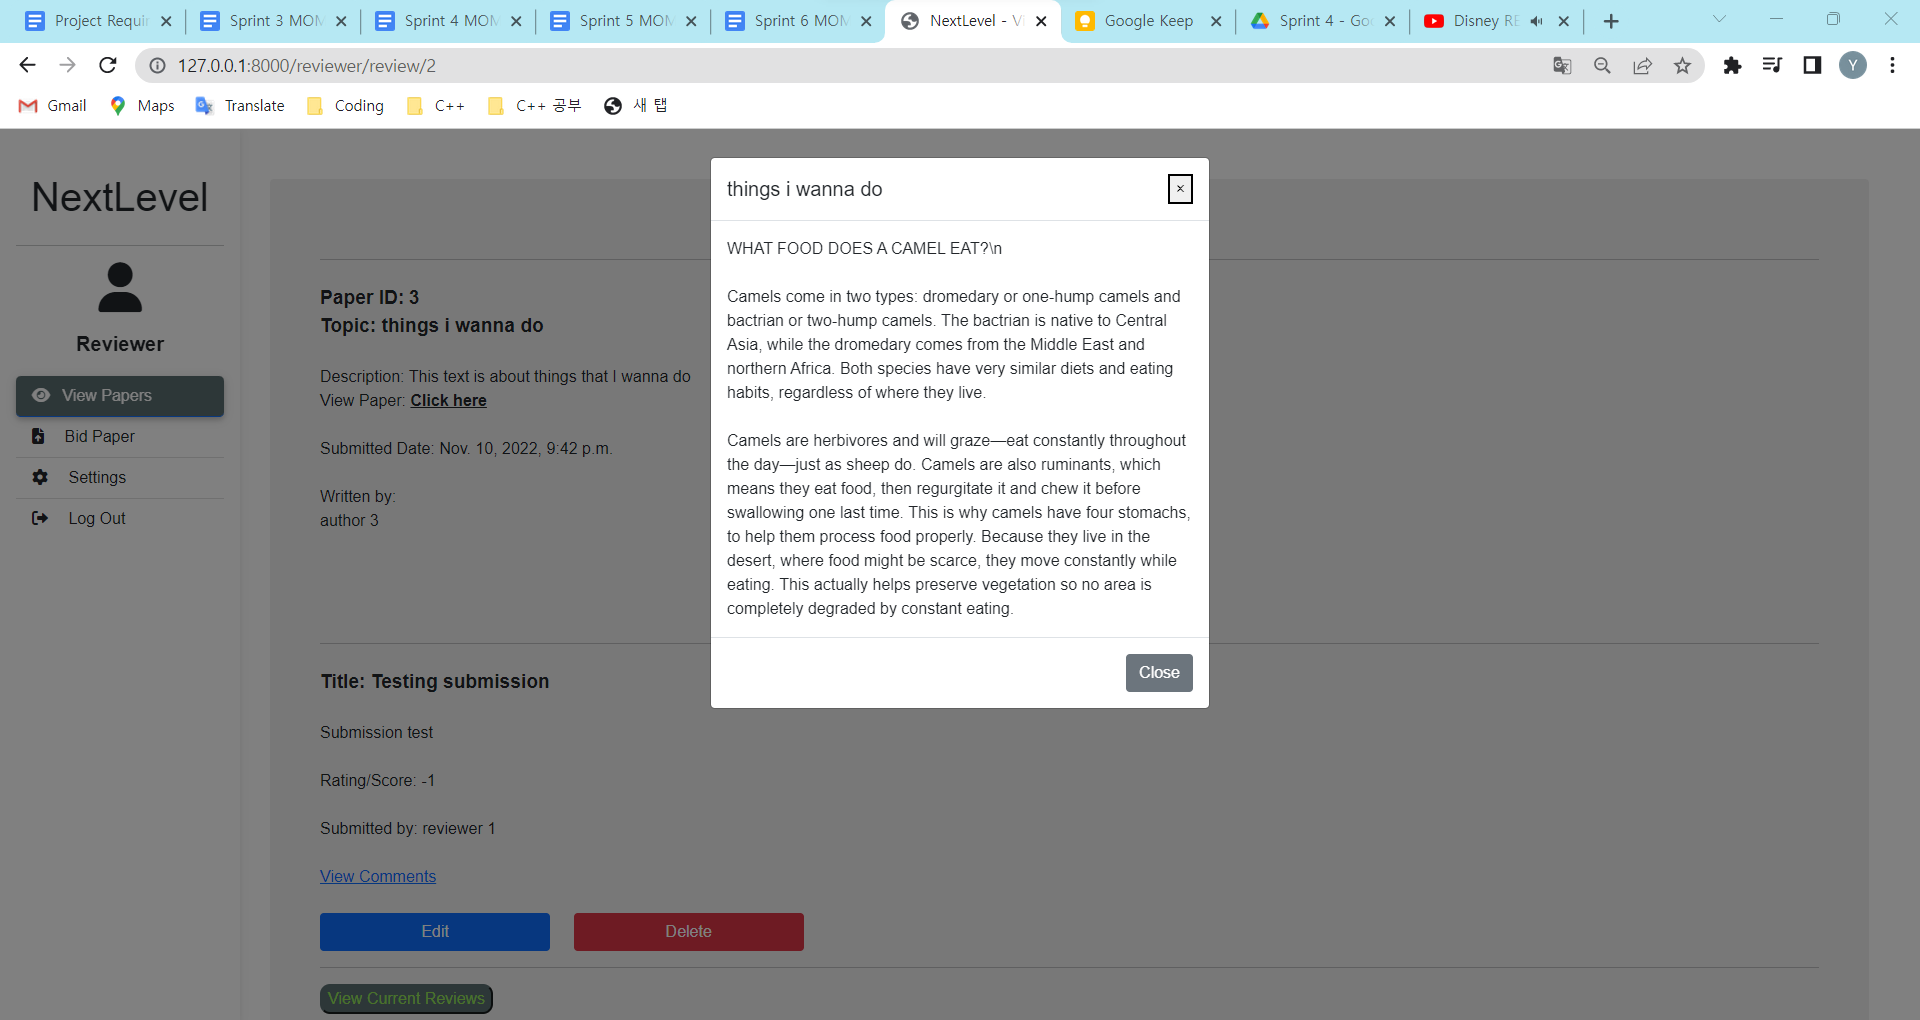 Project Requi
Sprint 3 MOM
Sprint 4 MOM
Sprint 5 MOM
Sprint 6 MOM
NextLevel - Vi
Google Keep
Sprint 4 - Go
Disney RE
127.0.0.1:8000/reviewer/review/2
Y
Gmail
Maps
Translate
Coding
C++
C++ 공부
새 탭
NextLevel
Reviewer
View Papers
Bid Paper
Settings
Log Out
Paper ID: 3
Topic: things i wanna do
Description: This text is about things that I wanna do
View Paper: Click here
Submitted Date: Nov. 10, 2022, 9:42 p.m.
Written by:
author 3
Title: Testing submission
Submission test
Rating/Score: -1
Submitted by: reviewer 1
View Comments
Edit
Delete
View Current Reviews
things i wanna do
×
WHAT FOOD DOES A CAMEL EAT?\n
Camels come in two types: dromedary or one-hump camels and
bactrian or two-hump camels. The bactrian is native to Central
Asia, while the dromedary comes from the Middle East and
northern Africa. Both species have very similar diets and eating
habits, regardless of where they live.
Camels are herbivores and will graze—eat constantly throughout
the day—just as sheep do. Camels are also ruminants, which
means they eat food, then regurgitate it and chew it before
swallowing one last time. This is why camels have four stomachs,
to help them process food properly. Because they live in the
desert, where food might be scarce, they move constantly while
eating. This actually helps preserve vegetation so no area is
completely degraded by constant eating.
Close